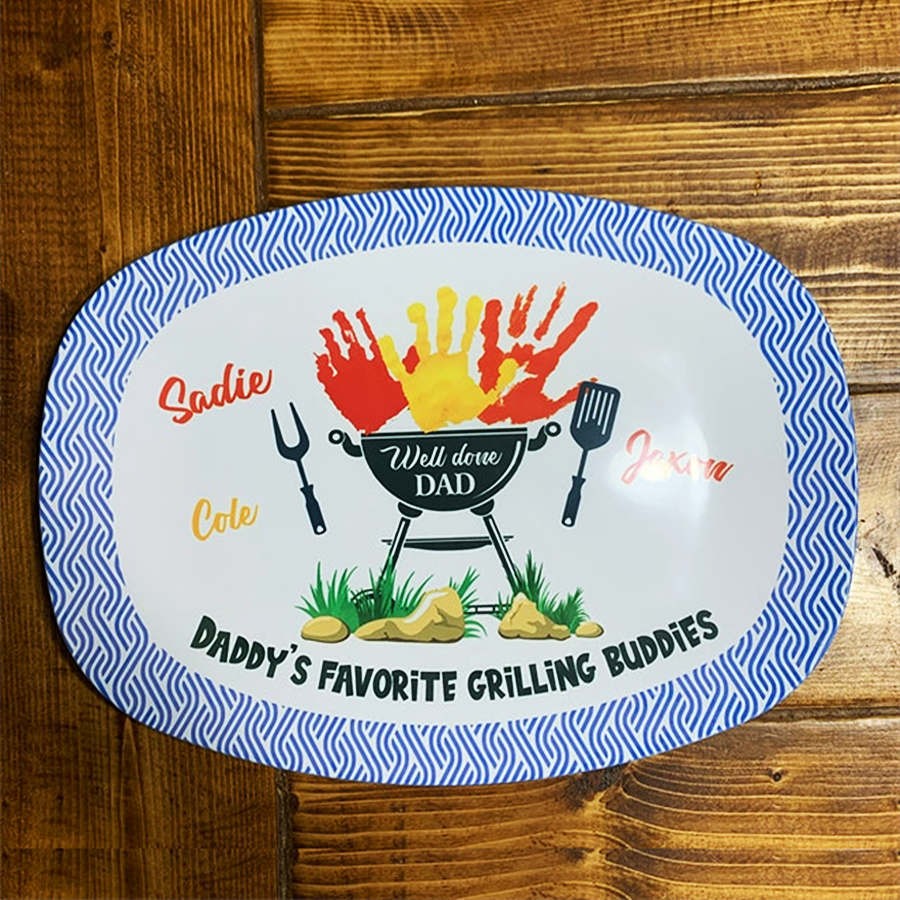 Sadie
Well done
DAD
Jaxon
Cole
DADDY'S FAVORITE GRILLING BUDDIES